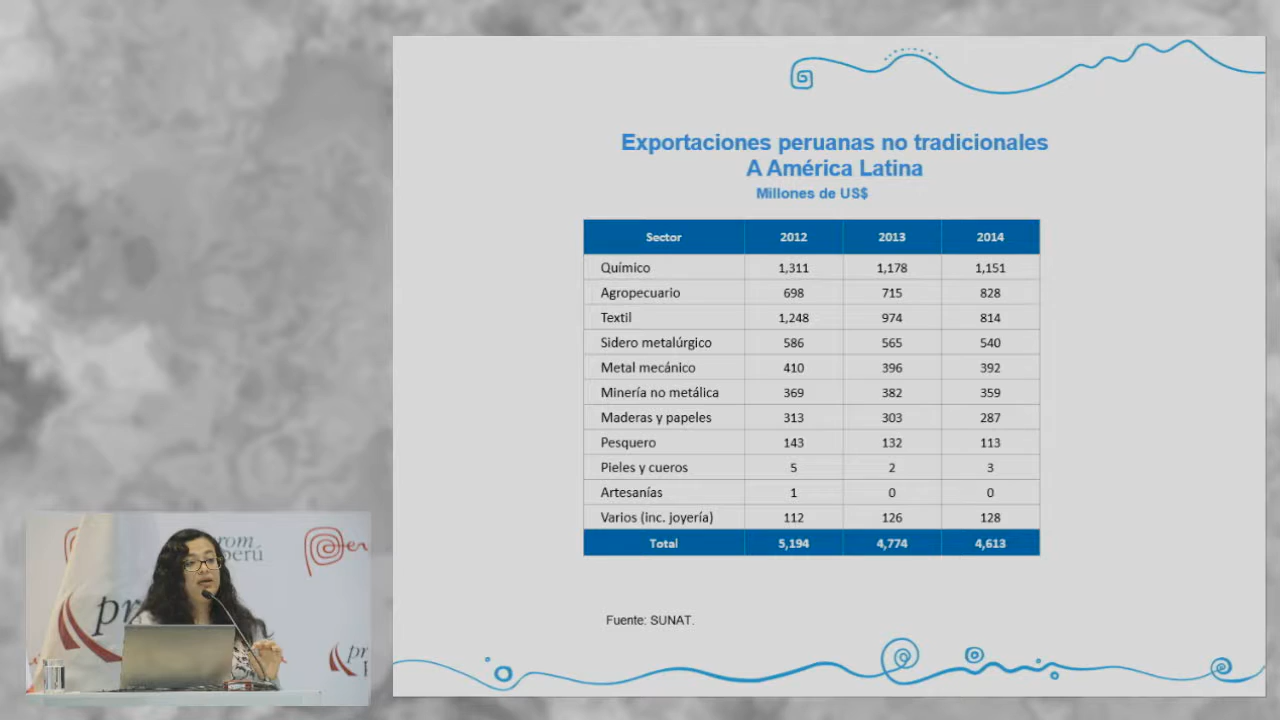 Exportaciones peruanas no tradicionales
A América Latina
Millones de US$
Sector 2012 2013 2014
Químico 1,311 1,178 1,151
Agropecuario 698 715 828
Textil 1,248 974 814
Sidero metalúrgico 586 565 540
Metal mecánico 410 396 392
Minería no metálica 369 382 359
Maderas y papeles 313 303 287
Pesquero 143 132 113
Pieles y cueros 5 2 3
Artesanías 1 0 0
Varios (inc. joyería) 112 126 128
Total 5,194 4,774 4,613
Fuente: SUNAT.